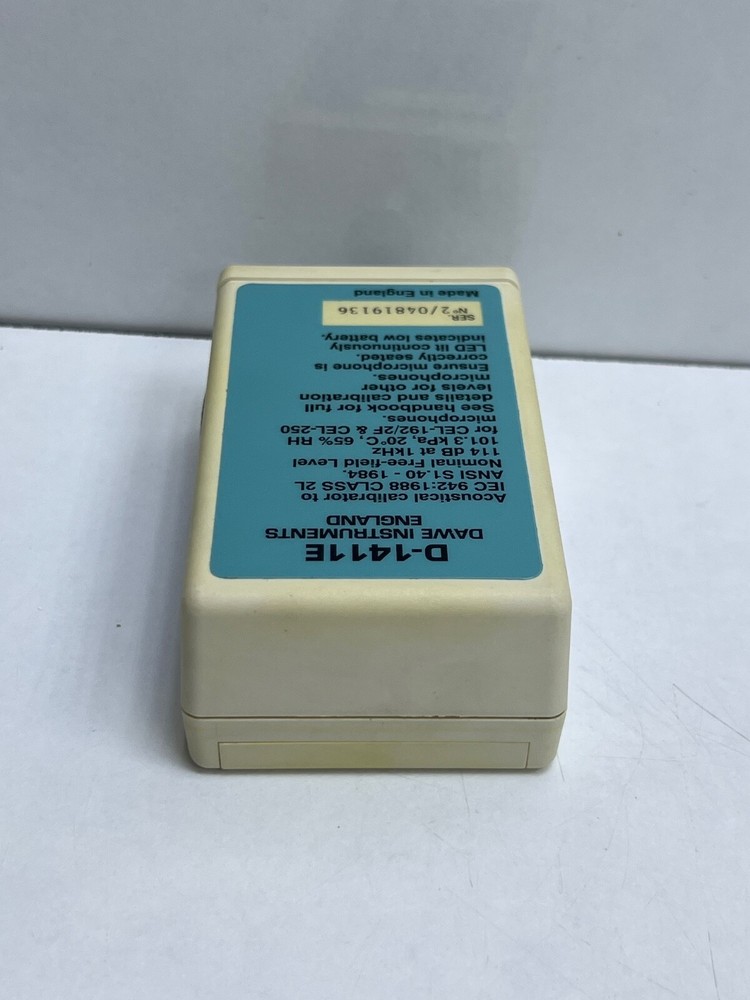 D-1411E
DAWE INSTRUMENTS
ENGLAND
Acoustical calibrator to
IEC 942:1988 CLASS 2L
ANSI S1.40 - 1984.
Nominal Free-field Level
114 dB at 1kHz
101.3 kPa, 20°C, 65% RH
for CEL-192/2F & CEL-250
microphones.
See handbook for full
details and calibration
levels for other
microphones.
Ensure microphone is
correctly seated.
LED lit continuously
indicates low battery.
SER.
Nº 2/04819136
Made in England